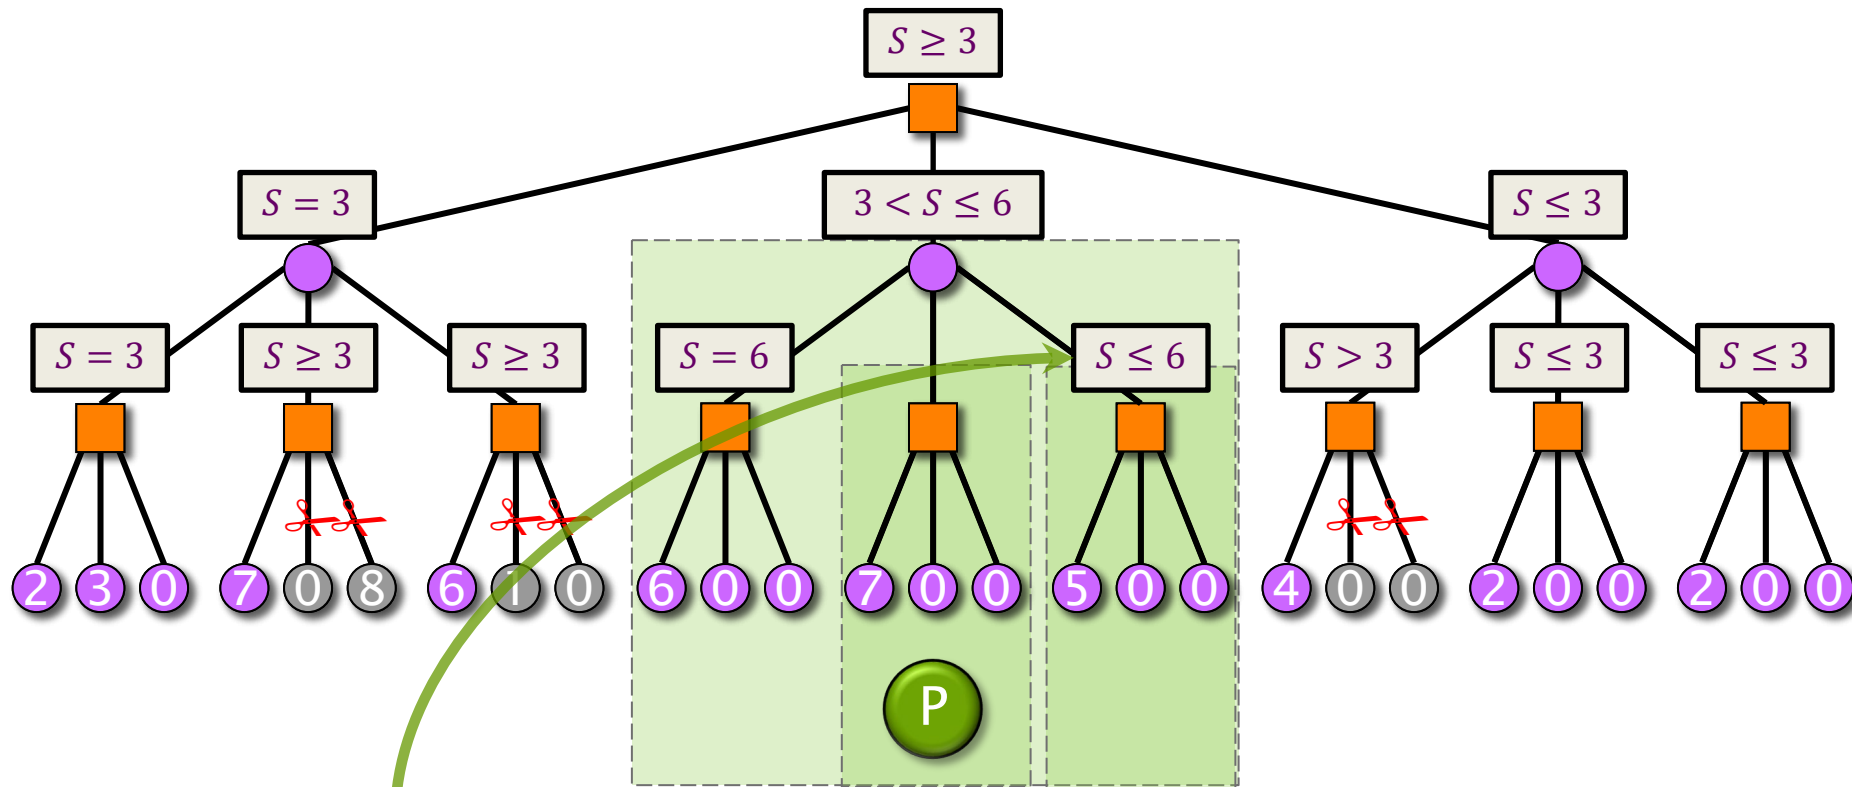 S ≥ 3
S = 3
3 < S ≤ 6
S ≤ 3
S = 3
S ≥ 3
S ≥ 3
S = 6
S ≤ 6
S > 3
S ≤ 3
S ≤ 3
2 3 0 7 0 8 6 1 0 6 0 0 7 0 0 5 0 0 4 0 0 2 0 0 2 0 0
P